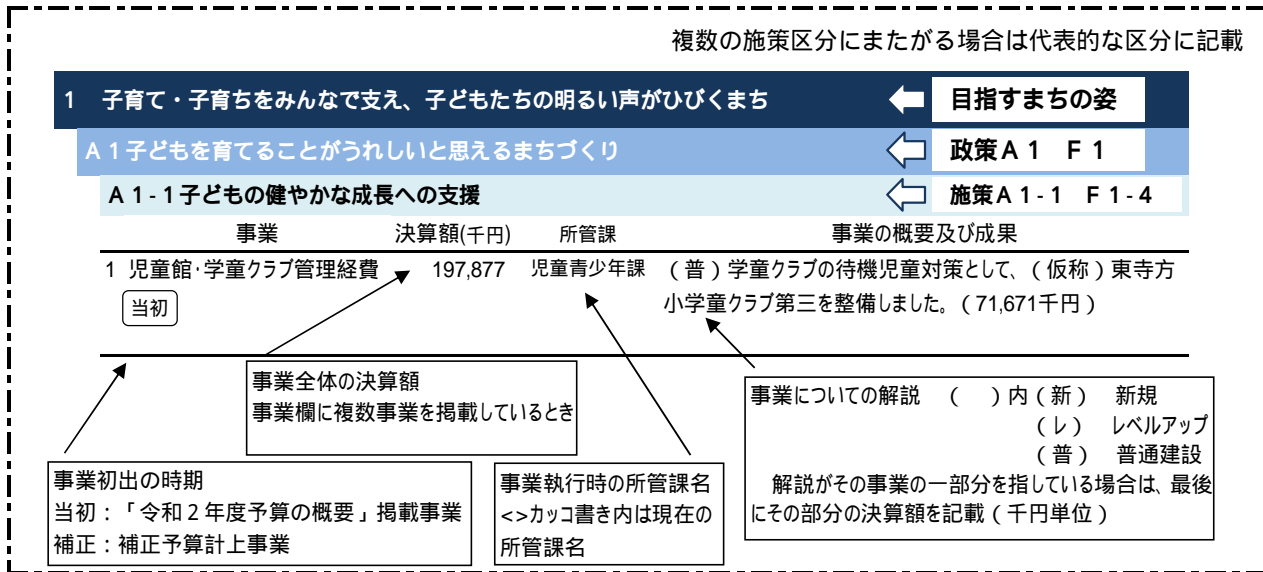 複数の施策区分にまたがる場合は代表的な区分に記載
1 子育て・子育ちをみんなで支え、子どもたちの明るい声がひびくまち
目指すまちの姿
A1子どもを育てることがうれしいと思えるまちづくり
政策A1 F1
A1-1子どもの健やかな成長への支援
施策A1-1 F1-4
事業 決算額(千円) 所管課 事業の概要及び成果
1 児童館・学童クラブ管理経費 197,877 児童青少年課 (普)学童クラブの待機児童対策として、(仮称)東寺方
当初 小学童クラブ第三を整備しました。(71,671千円)
事業全体の決算額
事業欄に複数事業を掲載しているとき
事業についての解説 ( )内(新) 新規
(レ) レベルアップ
(普) 普通建設
解説がその事業の一部分を指している場合は、最後
にその部分の決算額を記載(千円単位)
事業初出の時期
当初:「令和2年度予算の概要」掲載事業
補正:補正予算計上事業
事業執行時の所管課名
<>カッコ書き内は現在の
所管課名